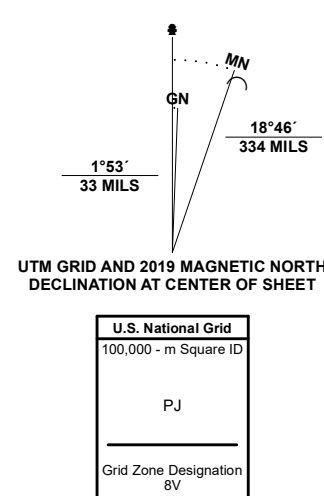 MN
GN
18°46´
334 MILS
1°53´
33 MILS
UTM GRID AND 2019 MAGNETIC NORTH
DECLINATION AT CENTER OF SHEET
U.S. National Grid
100,000 - m Square ID
PJ
Grid Zone Designation
8V